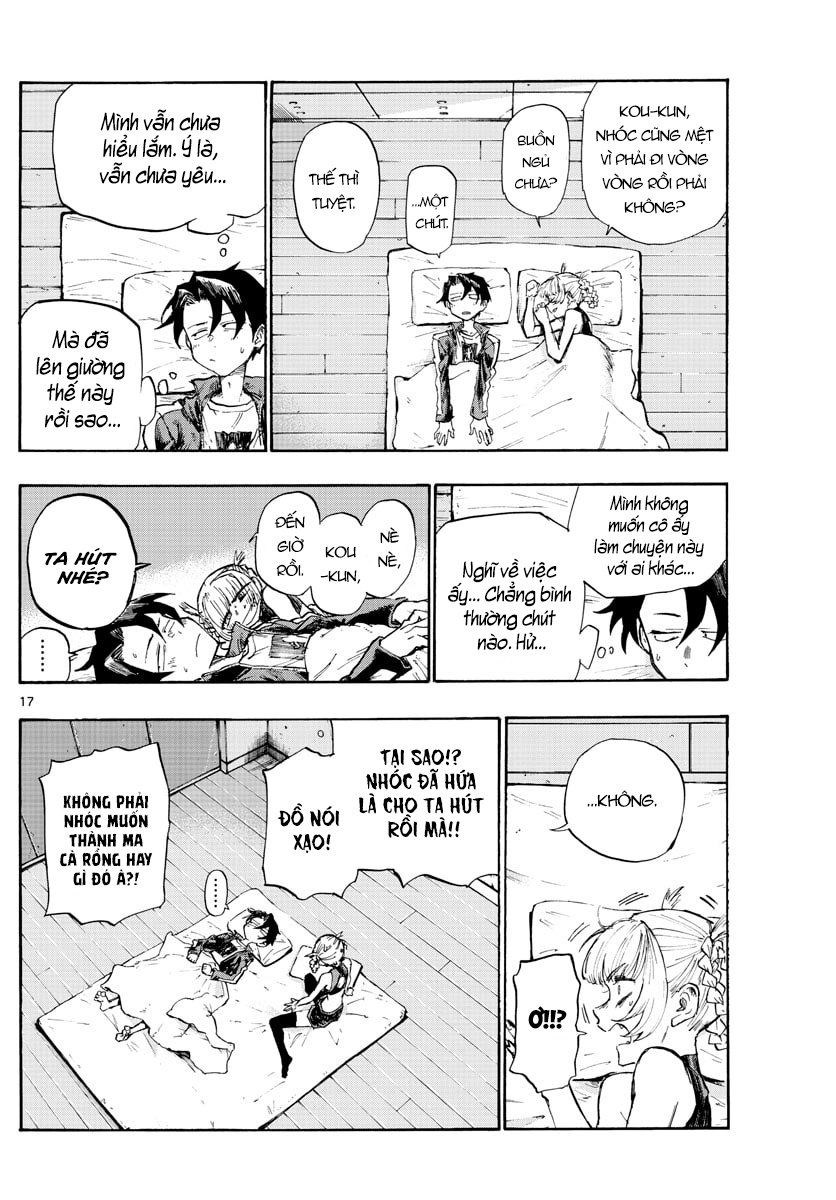 KOU-KUN,
NHÓC CŨNG MỆT
VÌ PHẢI ĐI VÒNG
VÒNG RỒI PHẢI
KHÔNG?
BUỒN
NGỦ
CHƯA?
...MỘT
CHÚT.
THẾ THÌ
TUYỆT.
Mình vẫn chưa
hiểu lắm. Ý là,
vẫn chưa yêu...
Mà đã
lên giường
thế này
rồi sao...
Mình không
muốn cô ấy
làm chuyện này
với ai khác...
Nghĩ về việc
ấy... Chẳng bình
thường chút
nào. Hử...
NÈ
NÈ,
KOU
-KUN,
ĐẾN
GIỜ
RỒI.
TA HÚT
NHÉ?
......
17
...KHÔNG.
Ơ!!?
TẠI SAO!?
NHÓC ĐÃ HỨA
LÀ CHO TA HÚT
RỒI MÀ!!
ĐỒ NÓI
XẠO!
KHÔNG PHẢI
NHÓC MUỐN
THÀNH MA
CÀ RỒNG HAY
GÌ ĐÓ À?!
......